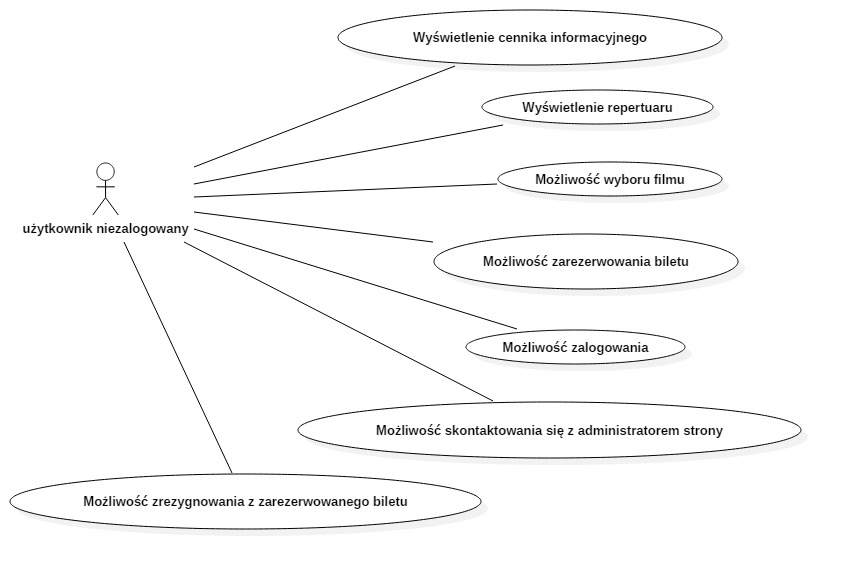 Wyświetlenie cennika informacyjnego
Wyświetlenie repertuaru
Możliwość wyboru filmu
użytkownik niezalogowany
Możliwość zarezerwowania biletu
Możliwość zalogowania
Możliwość skontaktowania się z administratorem strony
Możliwość zrezygnowania z zarezerwowanego biletu